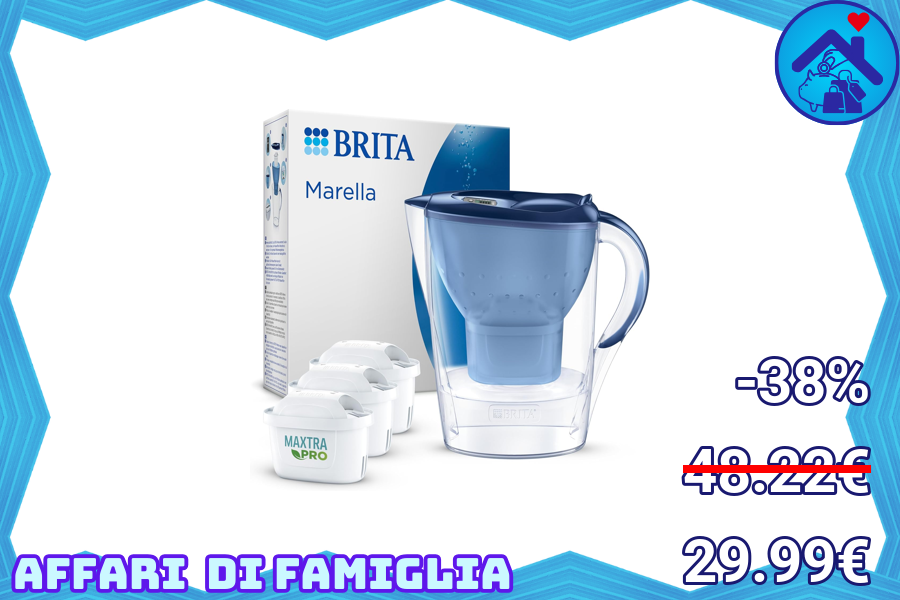 BRITA
Marella
MAXTRA
PRO
BRITA
-38%
48.22€
29.99€
AFFARI DI FAMIGLIA